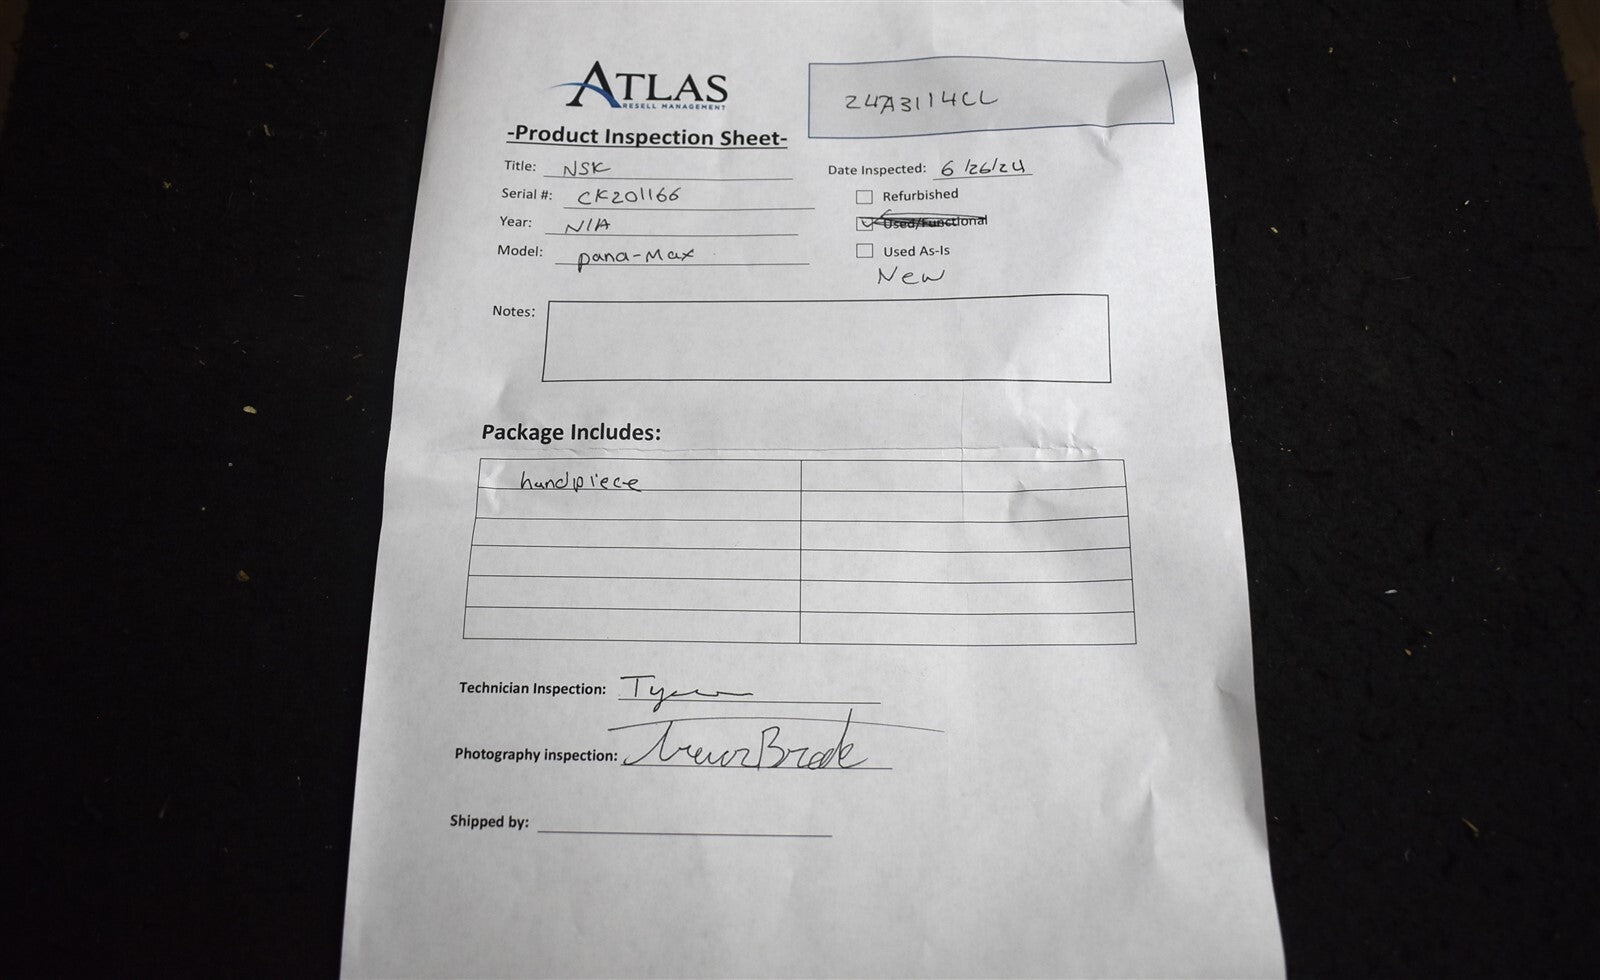 ATLAS
RESELL MANAGEMENT
24A3114CL
-Product Inspection Sheet-
Title: NSK
Date Inspected: 6/26/24
Serial #: CK201166
Refurbished
Year: N/A
Used/Functional
Model: pana-Max
Used As-Is
New
Notes:
Package Includes:
handpiece
Technician Inspection:
Photography inspection:
Shipped by: